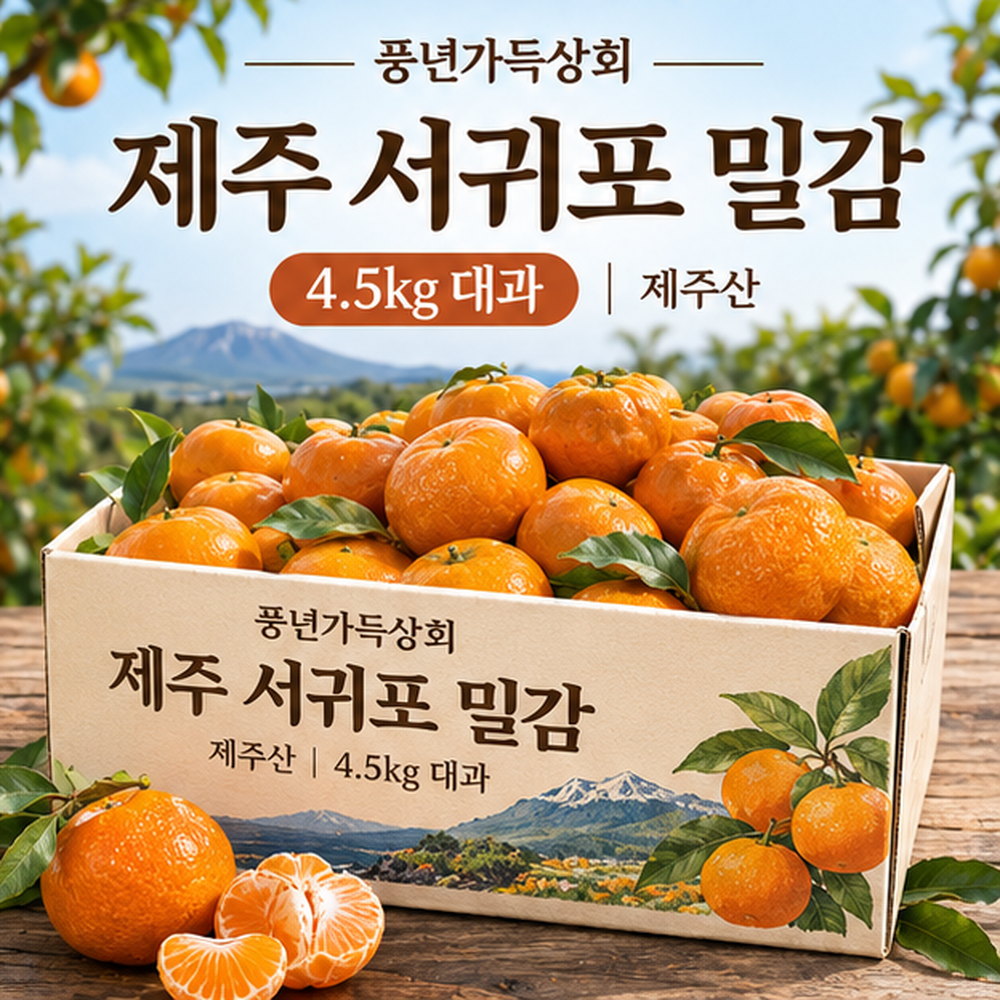 풍년가득상회
제주 서귀포 밀감
4.5kg 대과 | 제주산
풍년가득상회
제주 서귀포 밀감
제주산 | 4.5kg 대과